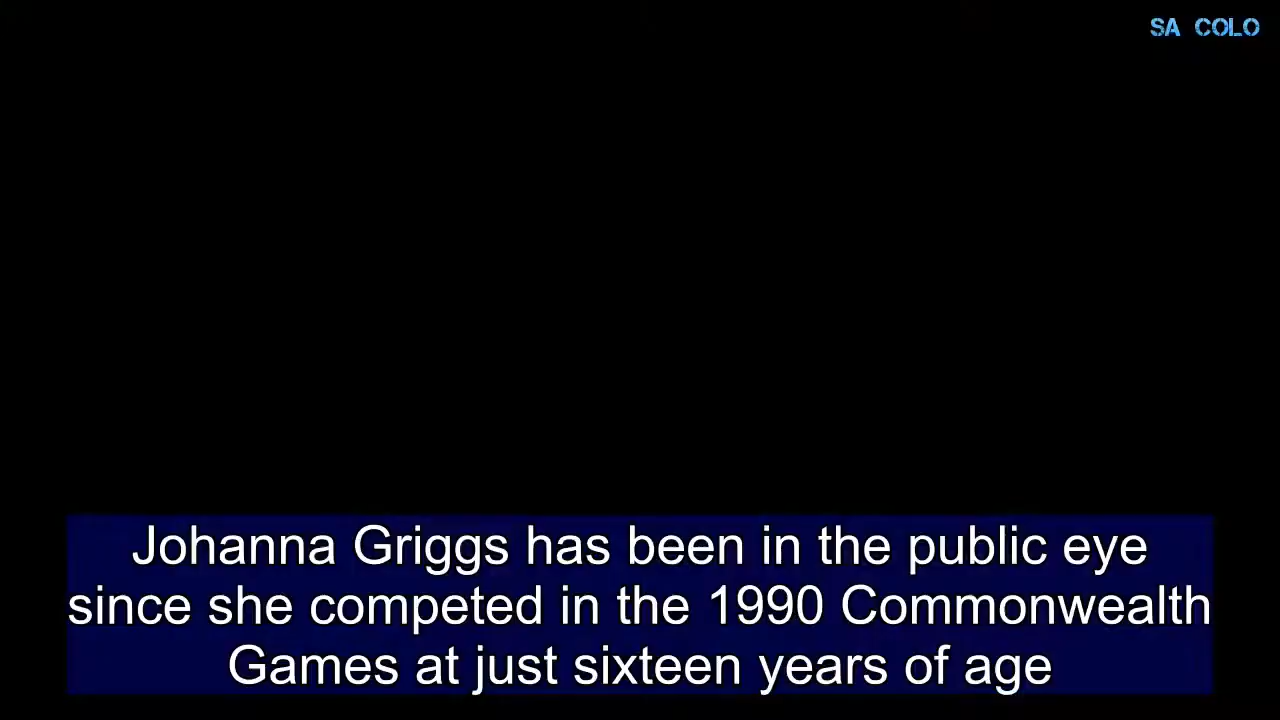 SA COLO
Johanna Griggs has been in the public eye
since she competed in the 1990 Commonwealth
Games at just sixteen years of age